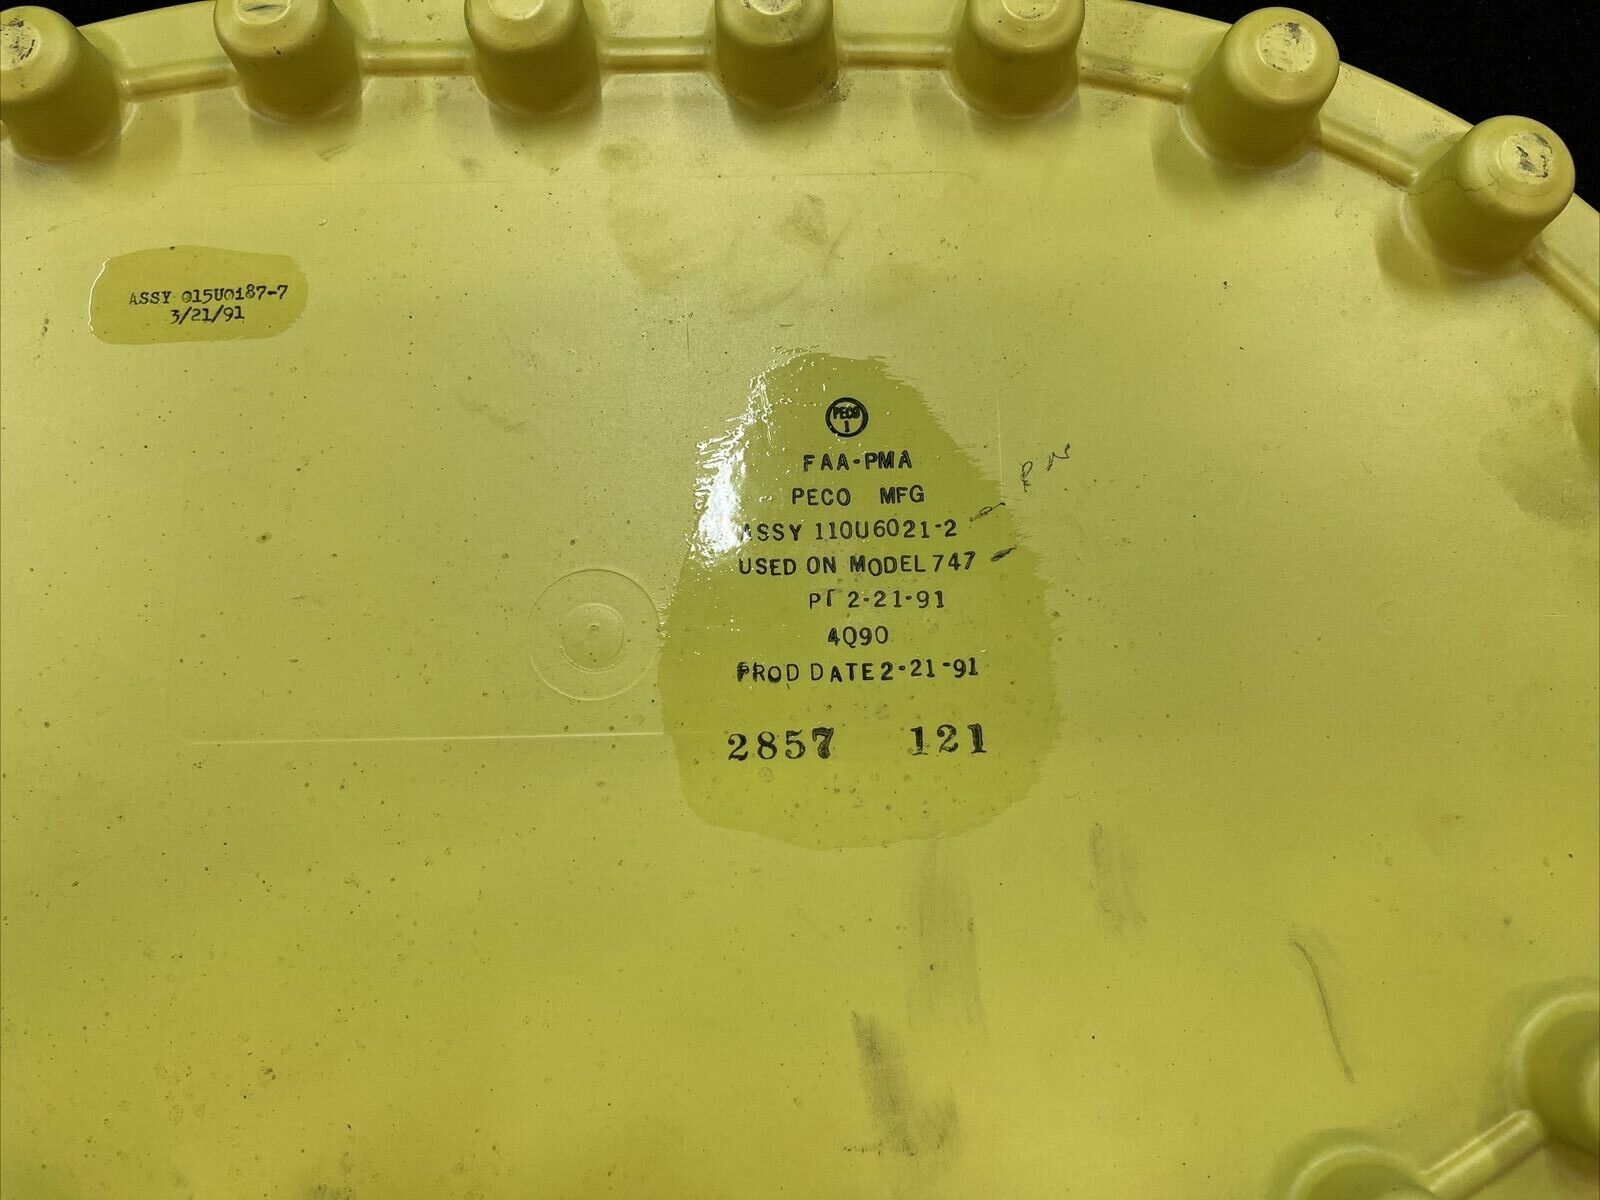 ASSY 015U0187-7
3/21/91
PECO
1
FAA-PMA
PECO MFG
ASSY 110U6021-2
PN
USED ON MODEL 747
PT 2-21-91
4Q90
PROD DATE 2-21-91
2857 121